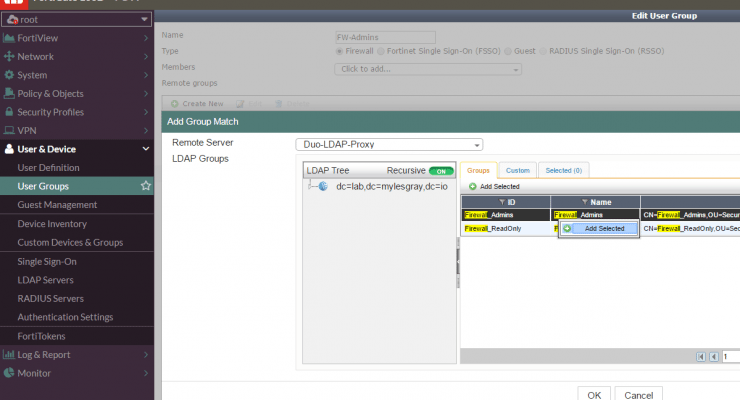 root
Edit User Group
FortiView
Network
System
Policy & Objects
Security Profiles
VPN
User & Device
User Definition
User Groups
Guest Management
Device Inventory
Custom Devices & Groups
Single Sign-On
LDAP Servers
RADIUS Servers
Authentication Settings
FortiTokens
Log & Report
Monitor
Name FW-Admins
Type Firewall Fortinet Single Sign-On (FSSO) Guest RADIUS Single Sign-On (RSSO)
Members Click to add...
Remote groups
Create New Edit Delete
Add Group Match
Remote Server Duo-LDAP-Proxy
LDAP Groups
LDAP Tree Recursive ON
dc=lab,dc=mylesgray,dc=io
Groups Custom Selected (0)
Add Selected
ID Name
Firewall_Admins Firewall_Admins CN=Firewall_Admins,OU=Secur
Firewall_ReadOnly F CN=Firewall_ReadOnly,OU=Sec
Add Selected
1
OK Cancel